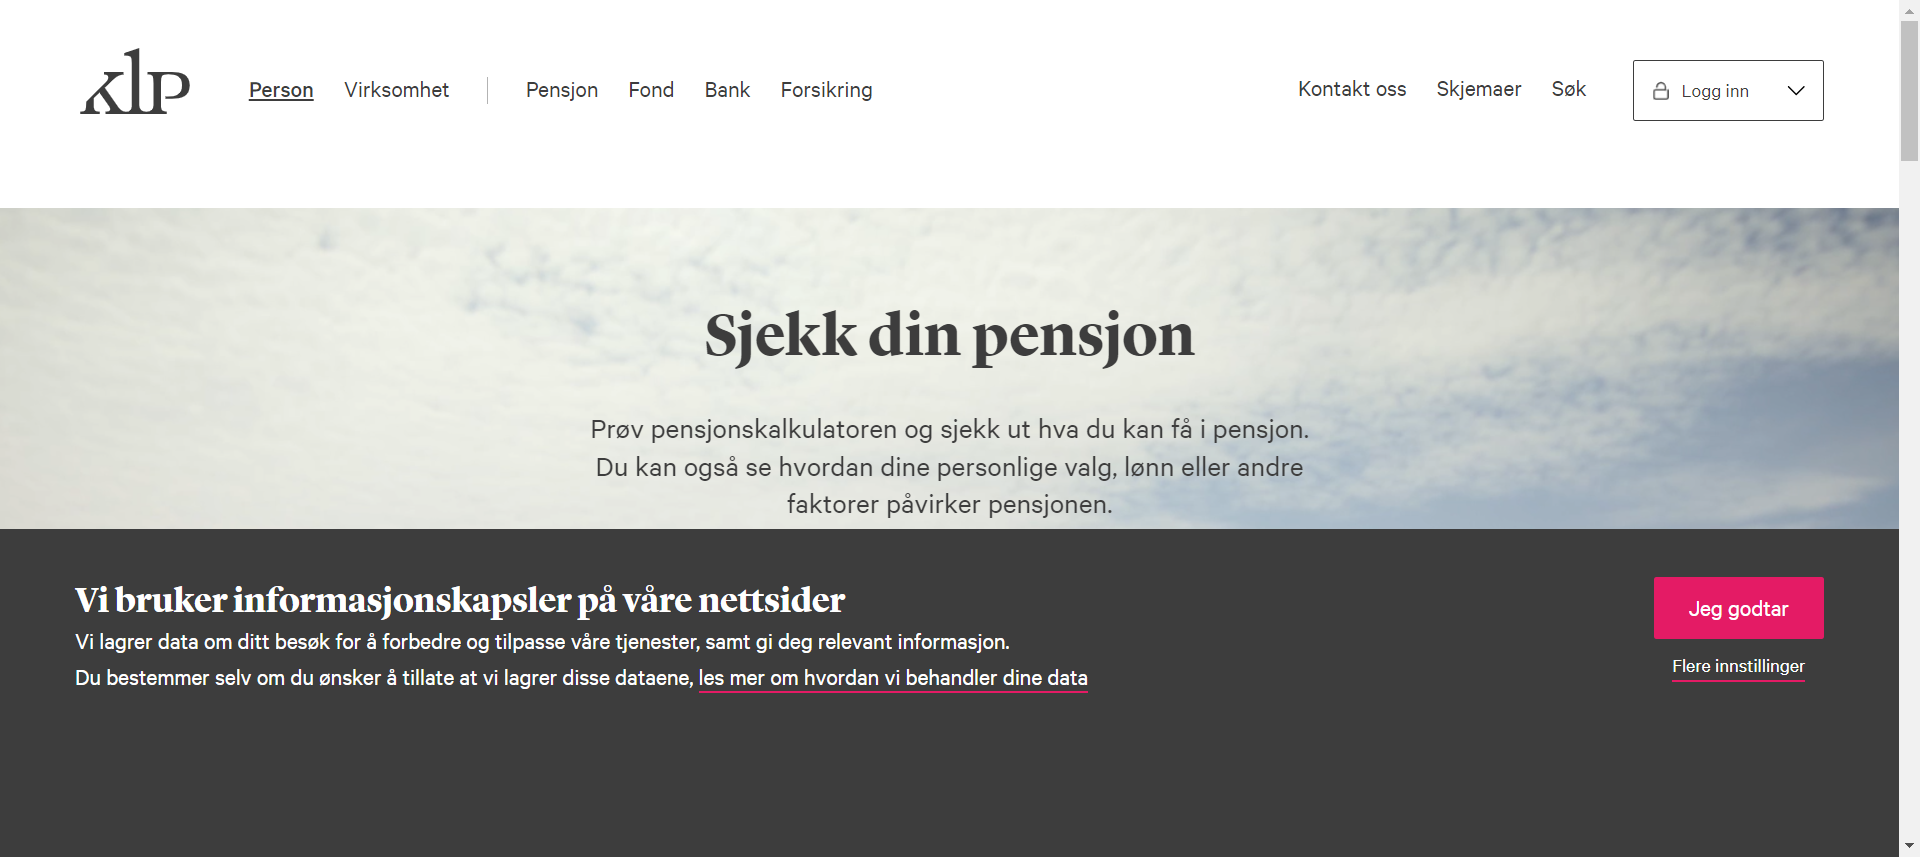 KLP
Person
Virksomhet
Pensjon
Fond
Bank
Forsikring
Kontakt oss
Skjemaer
Søk
Logg inn
Sjekk din pensjon
Prøv pensjonskalkulatoren og sjekk ut hva du kan få i pensjon.
Du kan også se hvordan dine personlige valg, lønn eller andre
faktorer påvirker pensjonen.
Vi bruker informasjonskapsler på våre nettsider
Vi lagrer data om ditt besøk for å forbedre og tilpasse våre tjenester, samt gi deg relevant informasjon.
Du bestemmer selv om du ønsker å tillate at vi lagrer disse dataene, les mer om hvordan vi behandler dine data
Jeg godtar
Flere innstillinger